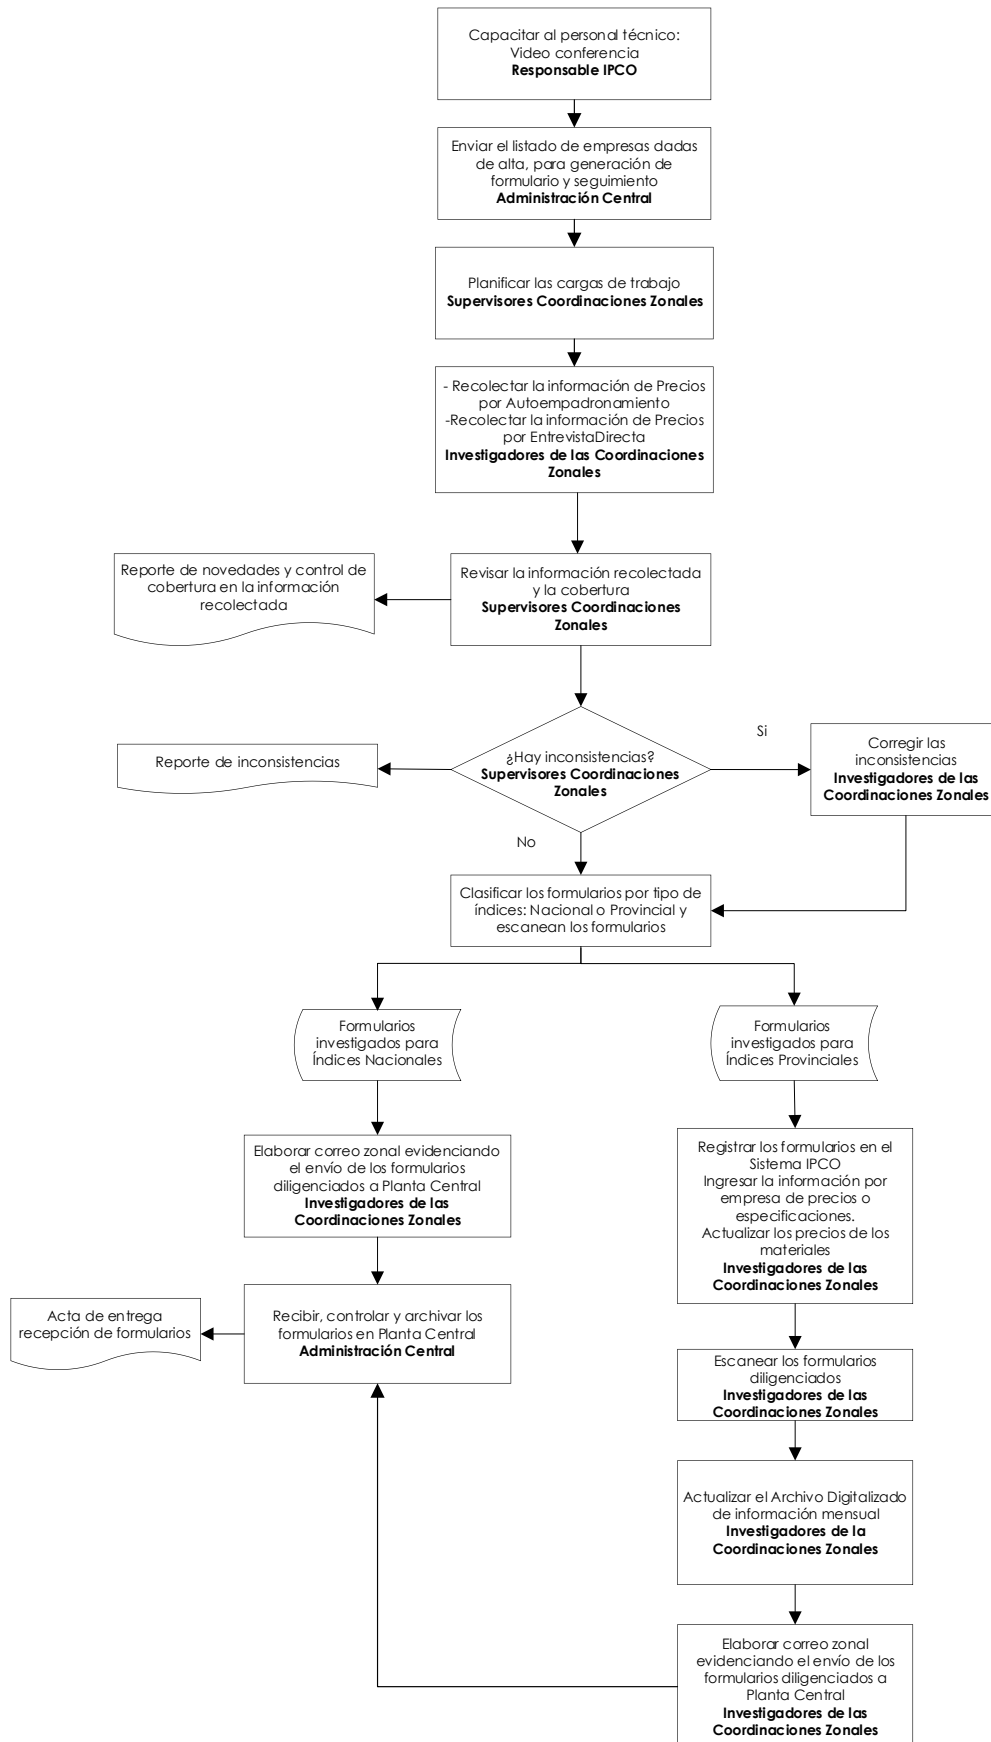 Capacitar al personal técnico:
Video conferencia
Responsable IPCO
Enviar el listado de empresas dadas
de alta, para generación de
formulario y seguimiento
Administración Central
Planificar las cargas de trabajo
Supervisores Coordinaciones Zonales
- Recolectar la información de Precios
por Autoempadronamiento
-Recolectar la información de Precios
por EntrevistaDirecta
Investigadores de las Coordinaciones
Zonales
Reporte de novedades y control de
cobertura en la información
recolectada
Revisar la información recolectada
y la cobertura
Supervisores Coordinaciones
Zonales
Reporte de inconsistencias
¿Hay inconsistencias?
Supervisores Coordinaciones
Zonales
Si
Corregir las
inconsistencias
Investigadores de las
Coordinaciones Zonales
No
Clasificar los formularios por tipo de
índices: Nacional o Provincial y
escanean los formularios
Formularios
investigados para
Índices Nacionales
Formularios
investigados para
Índices Provinciales
Elaborar correo zonal evidenciando
el envío de los formularios
diligenciados a Planta Central
Investigadores de las
Coordinaciones Zonales
Registrar los formularios en el
Sistema IPCO
Ingresar la información por
empresa de precios o
especificaciones.
Actualizar los precios de los
materiales
Investigadores de las
Coordinaciones Zonales
Acta de entrega
recepción de formularios
Recibir, controlar y archivar los
formularios en Planta Central
Administración Central
Escanear los formularios
diligenciados
Investigadores de las
Coordinaciones Zonales
Actualizar el Archivo Digitalizado
de información mensual
Investigadores de la
Coordinaciones Zonales
Elaborar correo zonal
evidenciando el envío de los
formularios diligenciados a
Planta Central
Investigadores de las
Coordinaciones Zonales